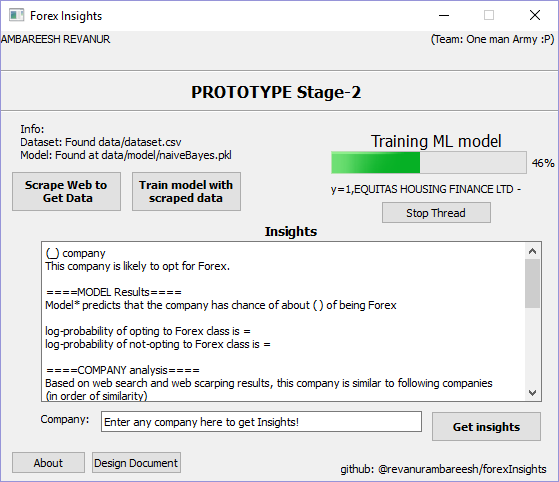 Forex Insights
AMBAREESH REVANUR
(Team: One man Army :P)
PROTOTYPE Stage-2
Info:
Dataset: Found data/dataset.csv
Model: Found at data/model/naiveBayes.pkl
Scrape Web to
Get Data
Train model with
scraped data
Training ML model
46%
y=1,EQUITAS HOUSING FINANCE LTD -
Stop Thread
Insights
(_) company
This company is likely to opt for Forex.
====MODEL Results====
Model* predicts that the company has chance of about ( ) of being Forex
log-probability of opting to Forex class is =
log-probability of not-opting to Forex class is =
====COMPANY analysis====
Based on web search and web scarping results, this company is similar to following companies
(in order of similarity)
Company:
Enter any company here to get Insights!
Get insights
About
Design Document
github: @revanurambareesh/forexInsights